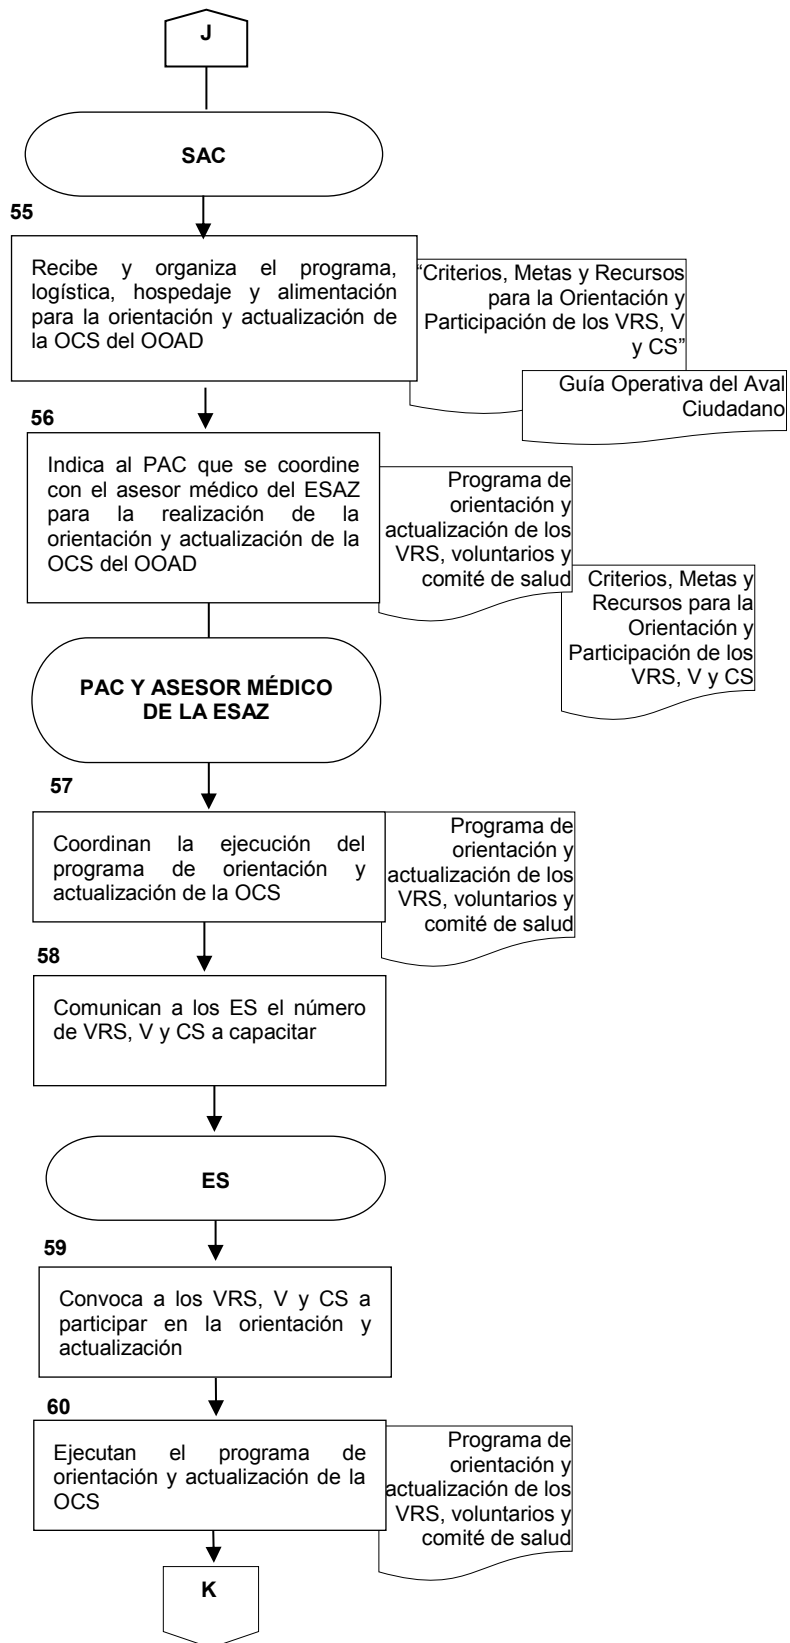 J
SAC
55
Recibe y organiza el programa,
logística, hospedaje y alimentación
para la orientación y actualización de
la OCS del OOAD
“Criterios, Metas y Recursos
para la Orientación y
Participación de los VRS, V
y CS”
Guía Operativa del Aval
Ciudadano
56
Indica al PAC que se coordine
con el asesor médico del ESAZ
para la realización de la
orientación y actualización de la
OCS del OOAD
Programa de
orientación y
actualización de los
VRS, voluntarios y
comité de salud
Criterios, Metas y
Recursos para la
Orientación y
Participación de los
VRS, V y CS
PAC Y ASESOR MÉDICO
DE LA ESAZ
57
Coordinan la ejecución del
programa de orientación y
actualización de la OCS
Programa de
orientación y
actualización de los
VRS, voluntarios y
comité de salud
58
Comunican a los ES el número
de VRS, V y CS a capacitar
ES
59
Convoca a los VRS, V y CS a
participar en la orientación y
actualización
60
Ejecutan el programa de
orientación y actualización de la
OCS
Programa de
orientación y
actualización de los
VRS, voluntarios y
comité de salud
K